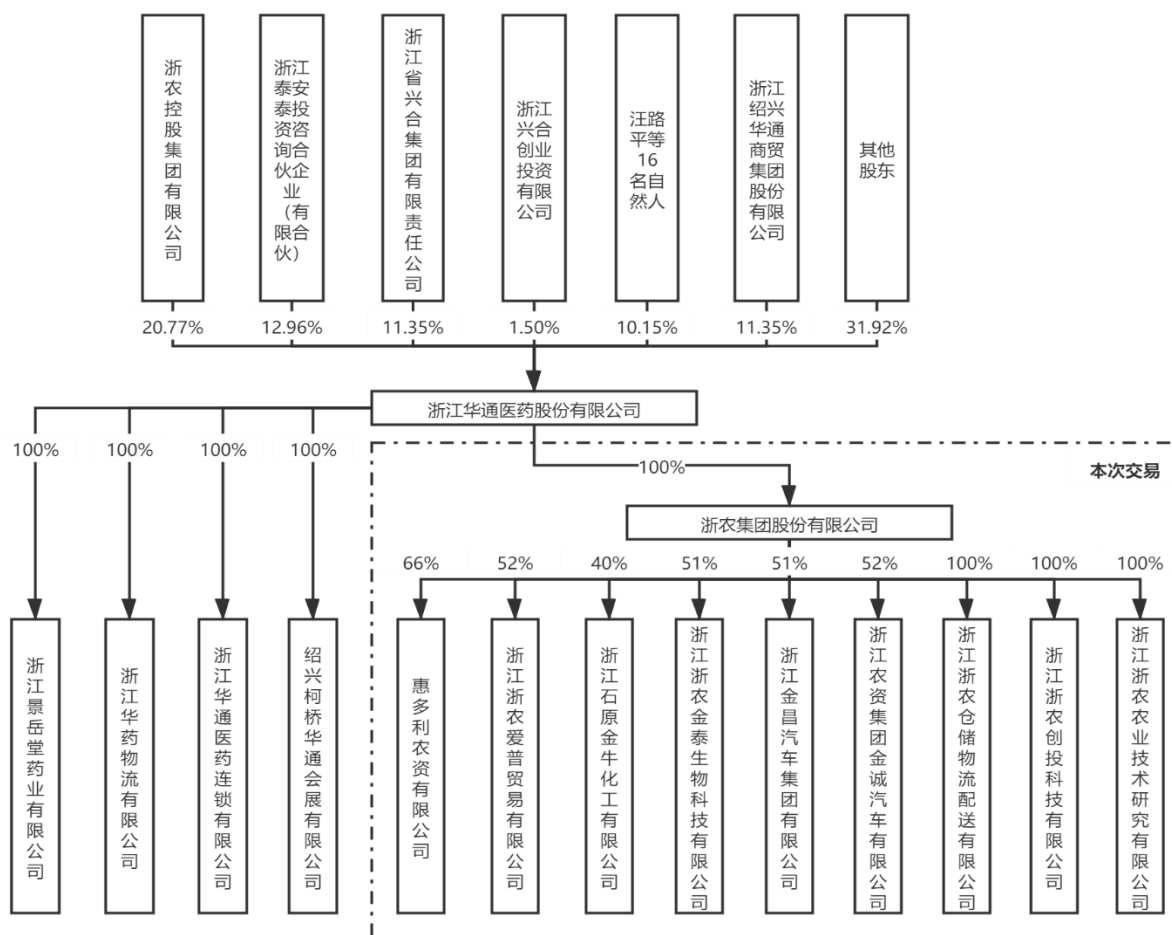 浙农控股集团有限公司
浙江泰安泰投资咨询合伙企业（有限合伙）
浙江省兴合集团有限责任公司
浙江兴合创业投资有限公司
汪路平等16名自然人
浙江绍兴华通商贸集团股份有限公司
其他股东
20.77%
12.96%
11.35%
1.50%
10.15%
11.35%
31.92%
浙江华通医药股份有限公司
100%
100%
100%
100%
100%
本次交易
浙农集团股份有限公司
66%
52%
40%
51%
51%
52%
100%
100%
100%
浙江景岳堂药业有限公司
浙江华药物流有限公司
浙江华通医药连锁有限公司
绍兴柯桥华通会展有限公司
惠多利农资有限公司
浙江浙农爱普贸易有限公司
浙江石原金牛化工有限公司
浙江浙农金泰生物科技有限公司
浙江金昌汽车集团有限公司
浙江农资集团金诚汽车有限公司
浙江浙农仓储物流配送有限公司
浙江浙农创投科技有限公司
浙江浙农农业技术研究有限公司